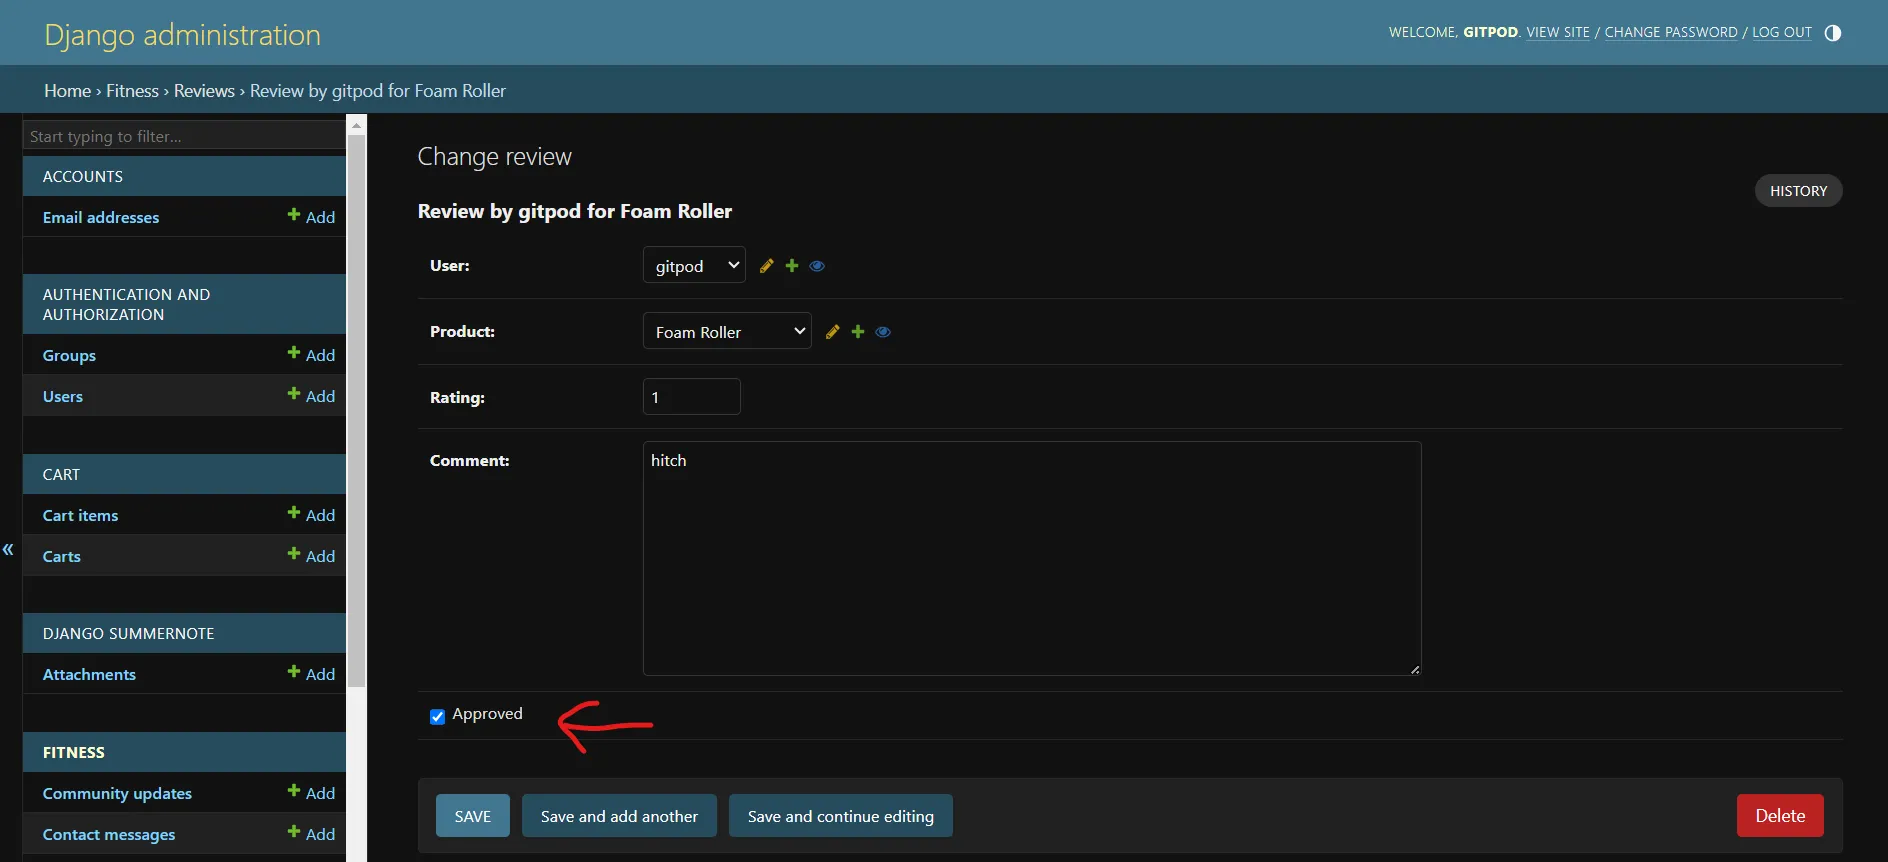 Django administration
WELCOME, GITPOD. VIEW SITE / CHANGE PASSWORD / LOG OUT
Home › Fitness › Reviews › Review by gitpod for Foam Roller
Start typing to filter...
ACCOUNTS
Email addresses
Add
AUTHENTICATION AND
AUTHORIZATION
Groups
Add
Users
Add
CART
Cart items
Add
Carts
Add
DJANGO SUMMERNOTE
Attachments
Add
FITNESS
Community updates
Add
Contact messages
Add
«
Change review
HISTORY
Review by gitpod for Foam Roller
User:
gitpod
Product:
Foam Roller
Rating:
1
Comment:
hitch
Approved
SAVE
Save and add another
Save and continue editing
Delete